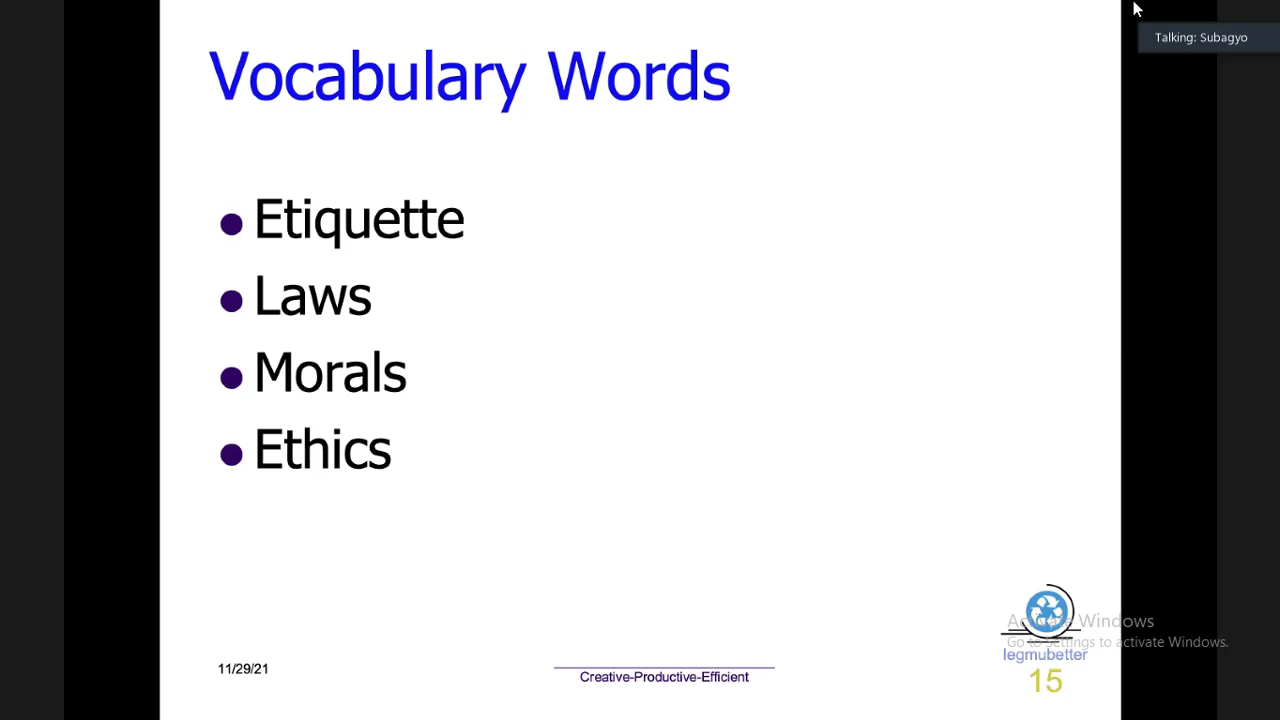 Talking: Subagyo
Vocabulary Words
Etiquette
Laws
Morals
Ethics
Activate Windows
Go to Settings to activate Windows.
legmubetter
11/29/21
Creative-Productive-Efficient
15